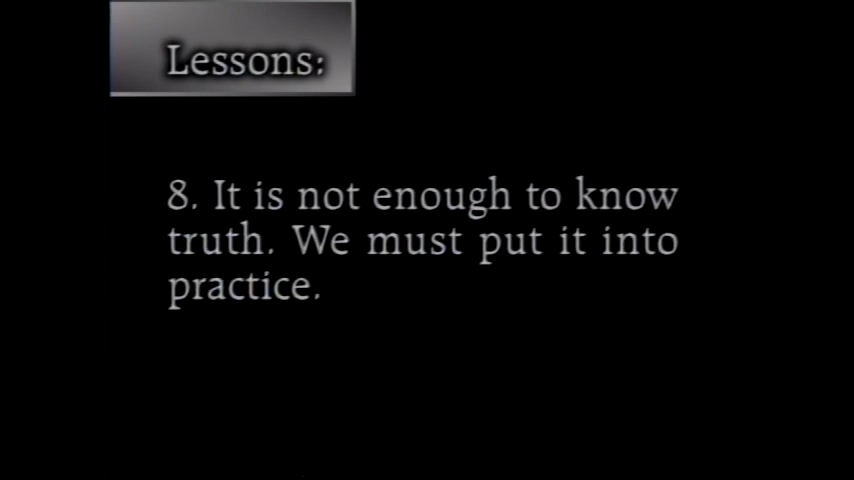 Lessons:
8. It is not enough to know
truth. We must put it into
practice.